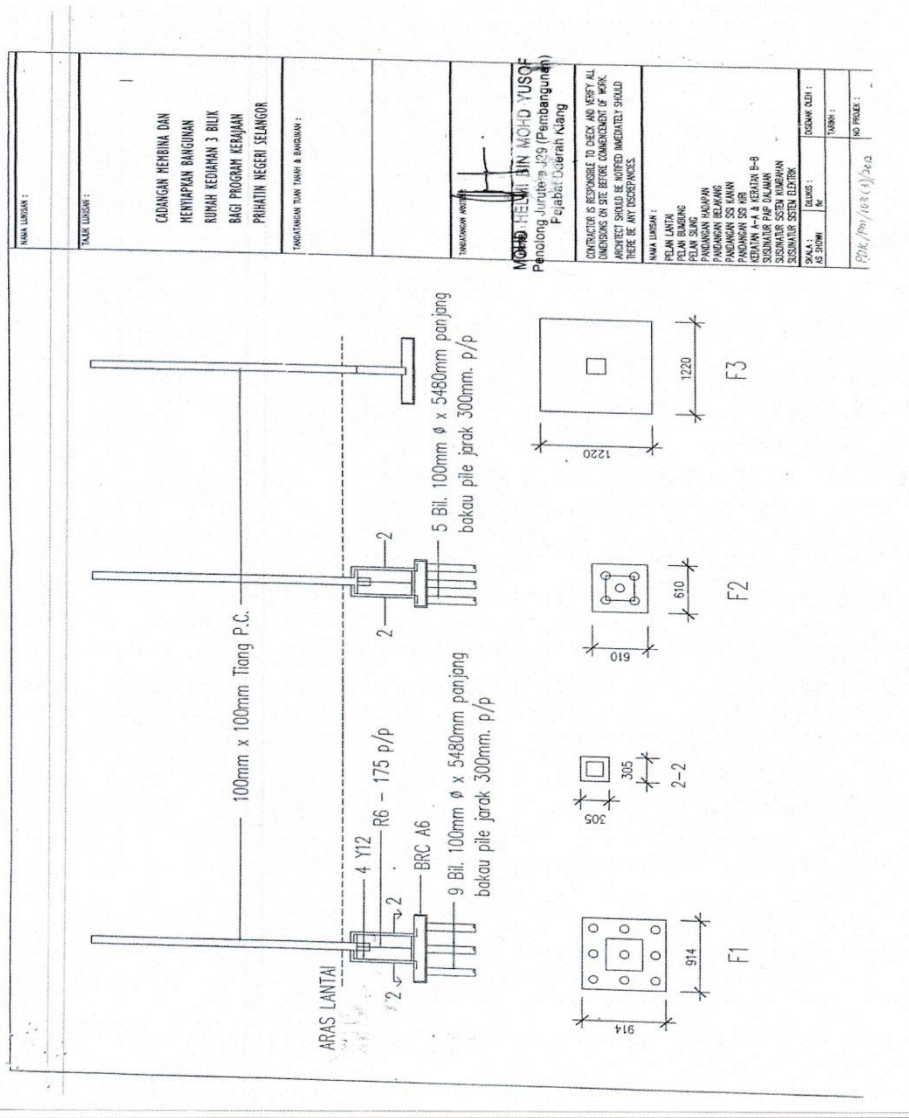 ARAS LANTAI
100mm x 100mm Tiang P.C.
4 Y12
R6 - 175 p/p
2
2
BRC A6
9 Bil. 100mm ø x 5480mm panjang
bakau pile jarak 300mm. p/p
2
2
5 Bil. 100mm ø x 5480mm panjang
bakau pile jarak 300mm. p/p
914
914
F1
305
305
2-2
610
610
F2
1220
1220
F3
NAMA LUKISAN :
TAJUK LUKISAN :
CADANGAN MEMBINA DAN
MENYIAPKAN BANGUNAN
RUMAH KEDIAMAN 3 BILIK
BAGI PROGRAM KERAJAAN
PRIHATIN NEGERI SELANGOR
TANDATANGAN TUAN TANAH & BANGUNAN :
MOHD HELMI BIN MOHD YUSOF
Penolong Jurutera J29 (Pembangunan)
Pejabat Daerah Klang
CONTRACTOR IS RESPONSIBLE TO CHECK AND VERIFY ALL
DIMENSIONS ON SITE BEFORE COMMENCEMENT OF WORK.
ARCHITECT SHOULD BE NOTIFIED IMMEDIATELY SHOULD
THERE BE ANY DISCREPANCIES.
NAMA LUKISAN :
PELAN LANTAI
PELAN BUMBUNG
PELAN SILING
PANDANGAN HADAPAN
PANDANGAN BELAKANG
PANDANGAN SISI KANAN
PANDANGAN SISI KIRI
KERATAN A-A & KERATAN B-B
SUSUNATUR PAIP DALAMAN
SUSUNATUR SISTEM KUMBAHAN
SUSUNATUR SISTEM ELEKTRIK
SKALA :
AS SHOWN
DILUKIS :
DISEMAK OLEH :
TARIKH :
NO PROJEK :